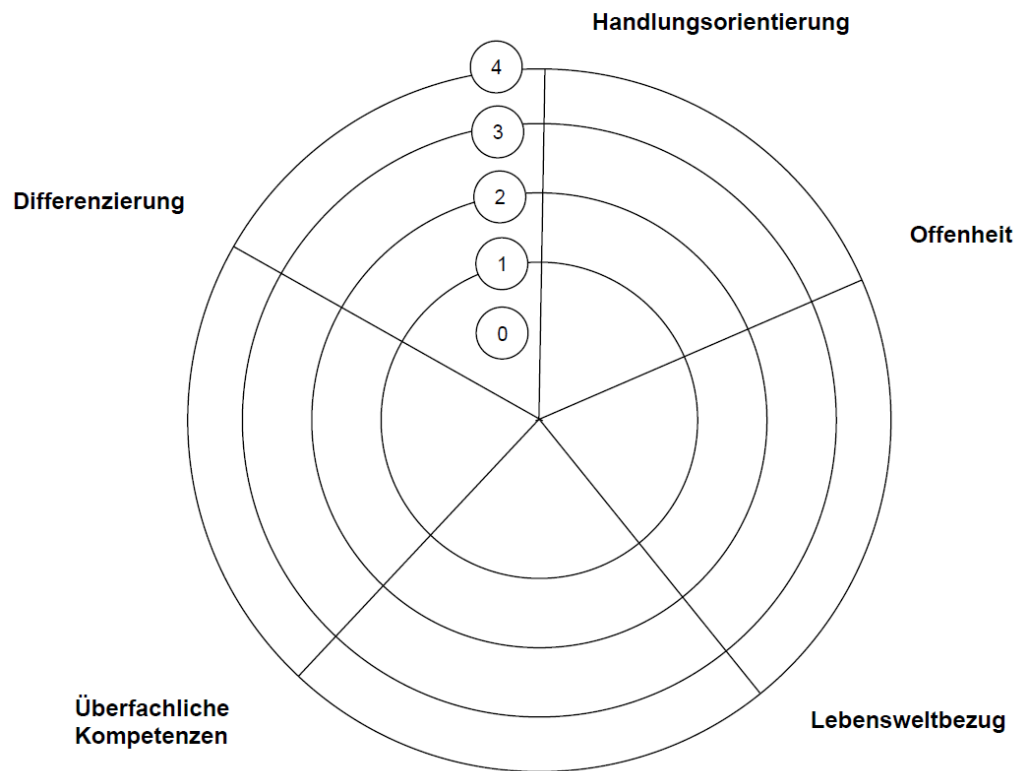 Handlungsorientierung
4
3
Differenzierung
2
Offenheit
1
0
Überfachliche
Kompetenzen
Lebensweltbezug